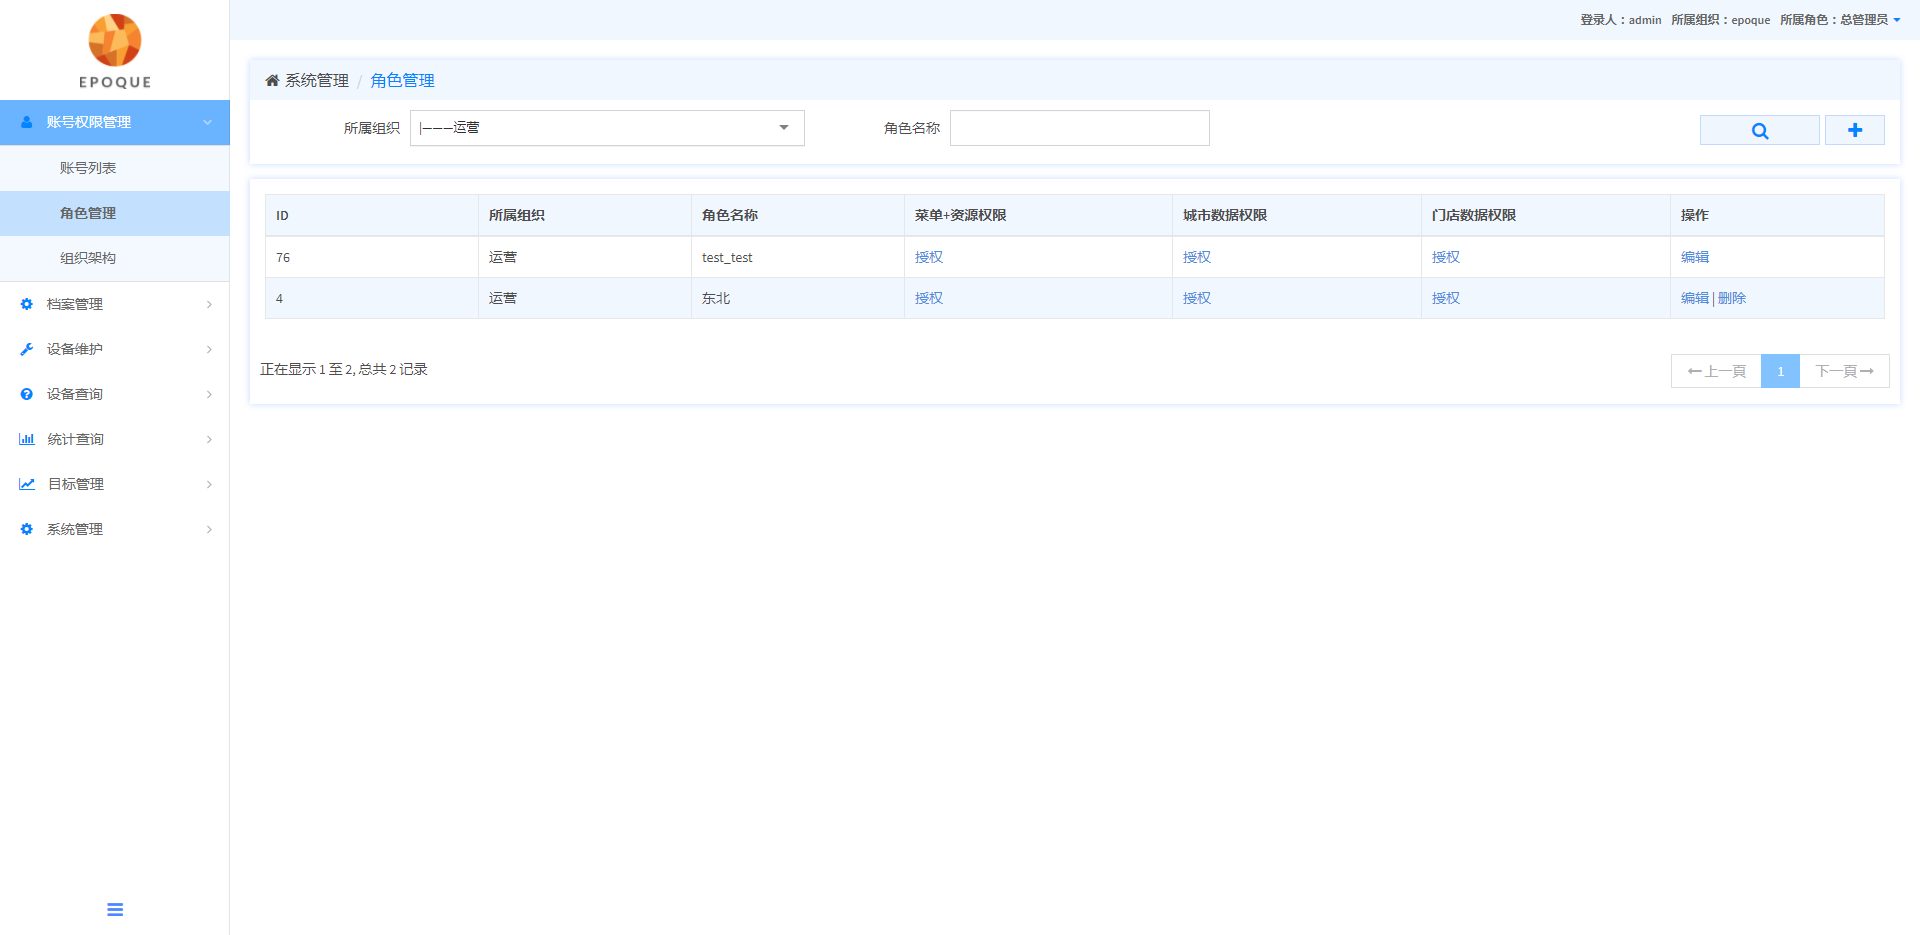 EPOQUE
账号权限管理
账号列表
角色管理
组织架构
档案管理
设备维护
设备查询
统计查询
目标管理
系统管理
登录人：admin 所属组织：epoque 所属角色：总管理员
系统管理 / 角色管理
所属组织 |———运营 角色名称
ID 所属组织 角色名称 菜单+资源权限 城市数据权限 门店数据权限 操作
76 运营 test_test 授权 授权 授权 编辑
4 运营 东北 授权 授权 授权 编辑 | 删除
正在显示 1 至 2, 总共 2 记录
←上一頁 1 下一頁→